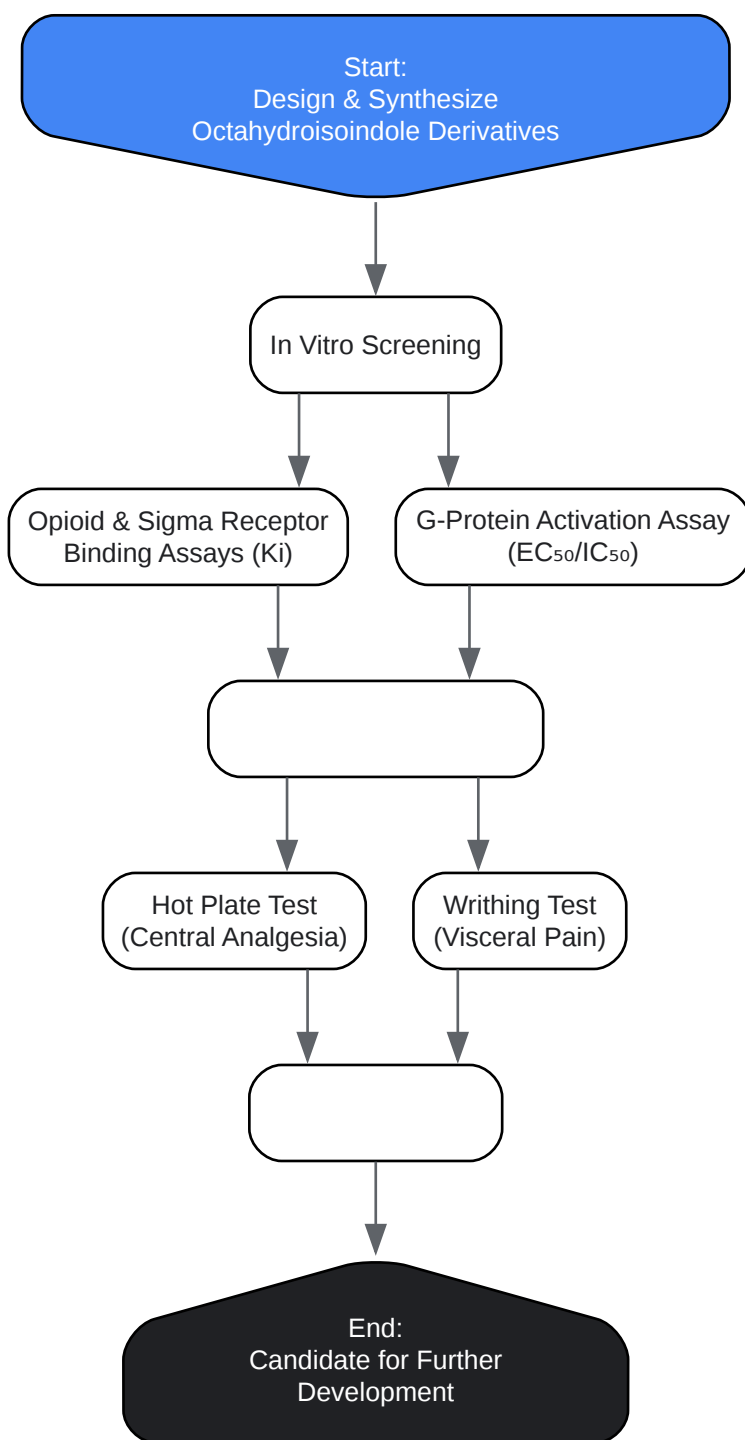 Start:
Design & Synthesize
Octahydroisoindole Derivatives
In Vitro Screening
Opioid & Sigma Receptor
Binding Assays (Ki)
G-Protein Activation Assay
(EC₅₀/IC₅₀)
Hot Plate Test
(Central Analgesia)
Writhing Test
(Visceral Pain)
End:
Candidate for Further
Development